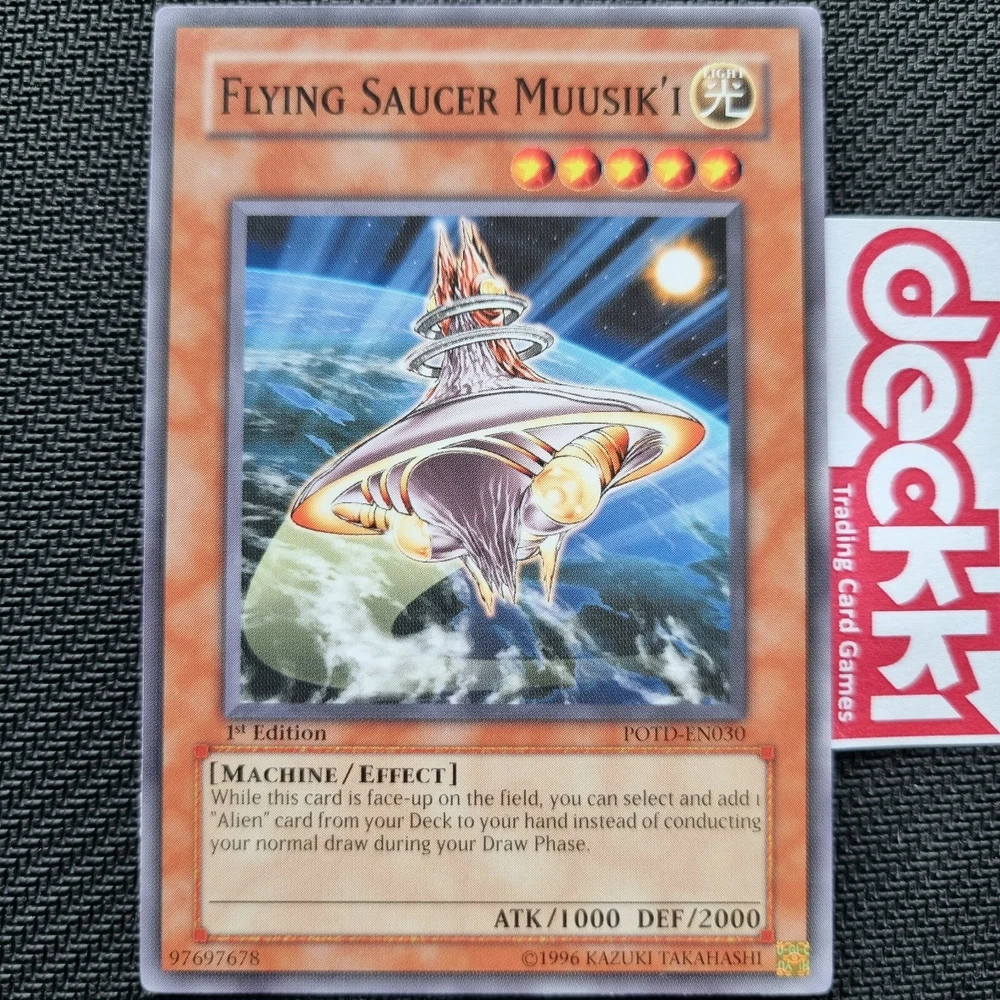 FLYING SAUCER MUUSIK'I
LIGHT
光
1st Edition
POTD-EN030
[MACHINE/EFFECT]
While this card is face-up on the field, you can select and add 1
"Alien" card from your Deck to your hand instead of conducting
your normal draw during your Draw Phase.
ATK/1000 DEF/2000
97697678
©1996 KAZUKI TAKAHASHI
deckki
Trading Card Games